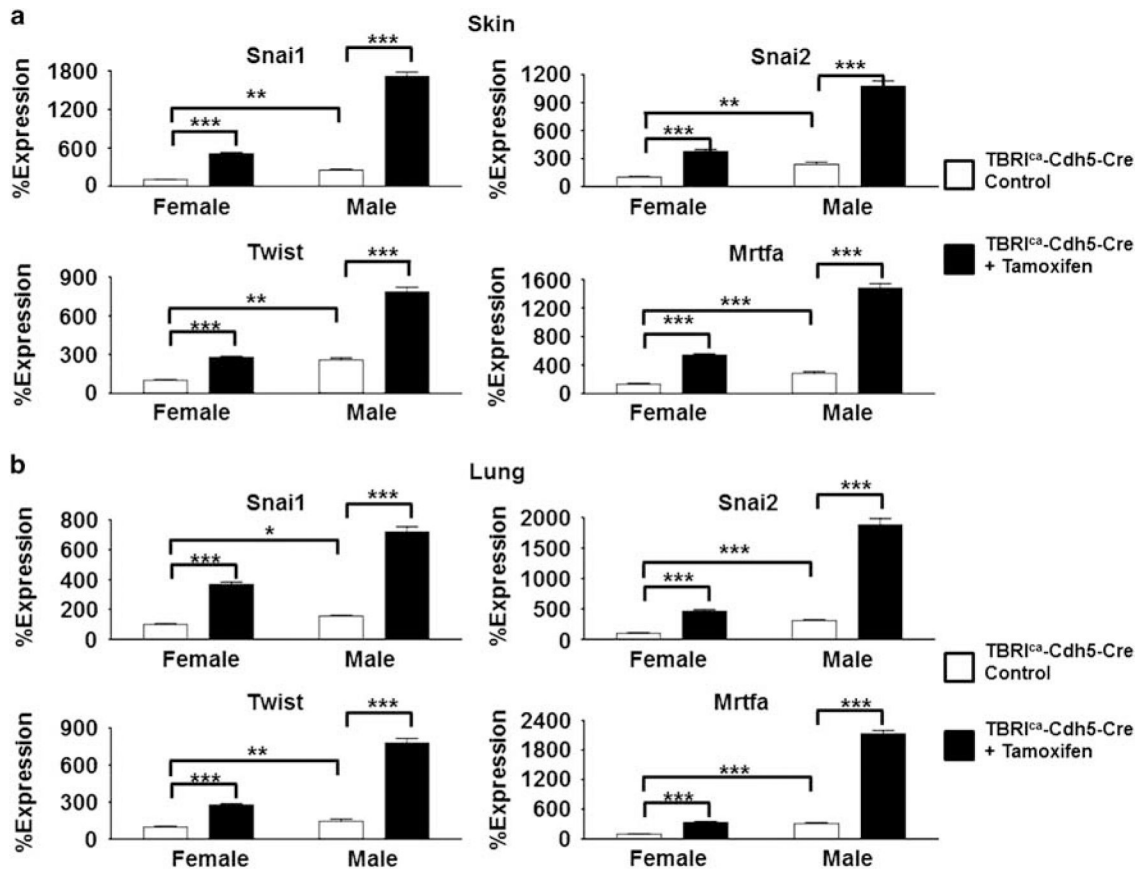 a
Skin
Snai1
%Expression
1800
1200
600
0
***
**
***
Female
Male
Snai2
%Expression
1200
900
600
300
0
***
**
***
Female
Male
TBRIca-Cdh5-Cre
Control
TBRIca-Cdh5-Cre
+ Tamoxifen
Twist
%Expression
900
600
300
0
***
**
***
Female
Male
Mrtfa
%Expression
1600
1200
800
400
0
***
***
***
Female
Male
b
Lung
Snai1
%Expression
800
600
400
200
0
***
*
***
Female
Male
Snai2
%Expression
2000
1500
1000
500
0
***
***
***
Female
Male
TBRIca-Cdh5-Cre
Control
TBRIca-Cdh5-Cre
+ Tamoxifen
Twist
%Expression
900
600
300
0
***
**
***
Female
Male
Mrtfa
%Expression
2400
1800
1200
600
0
***
***
***
Female
Male